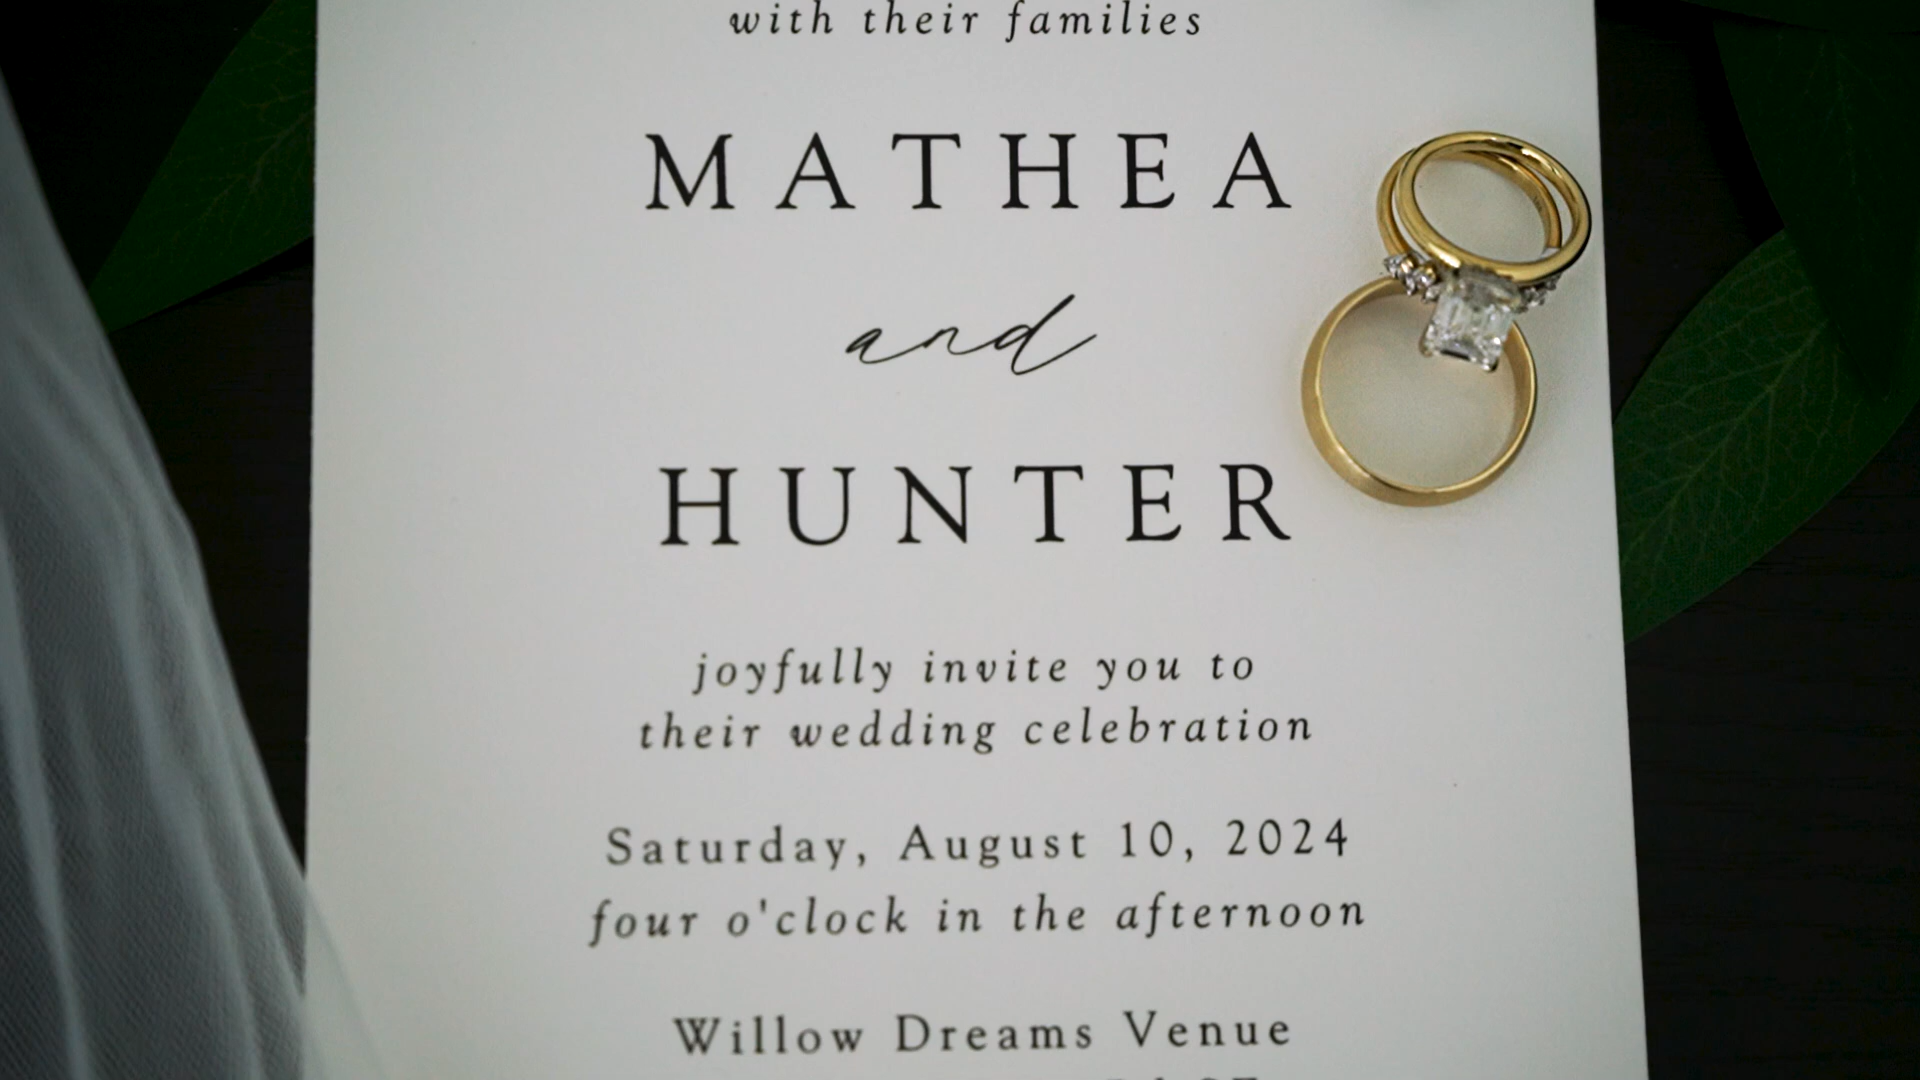 with their families
MATHEA
and
HUNTER
joyfully invite you to
their wedding celebration
Saturday, August 10, 2024
four o'clock in the afternoon
Willow Dreams Venue